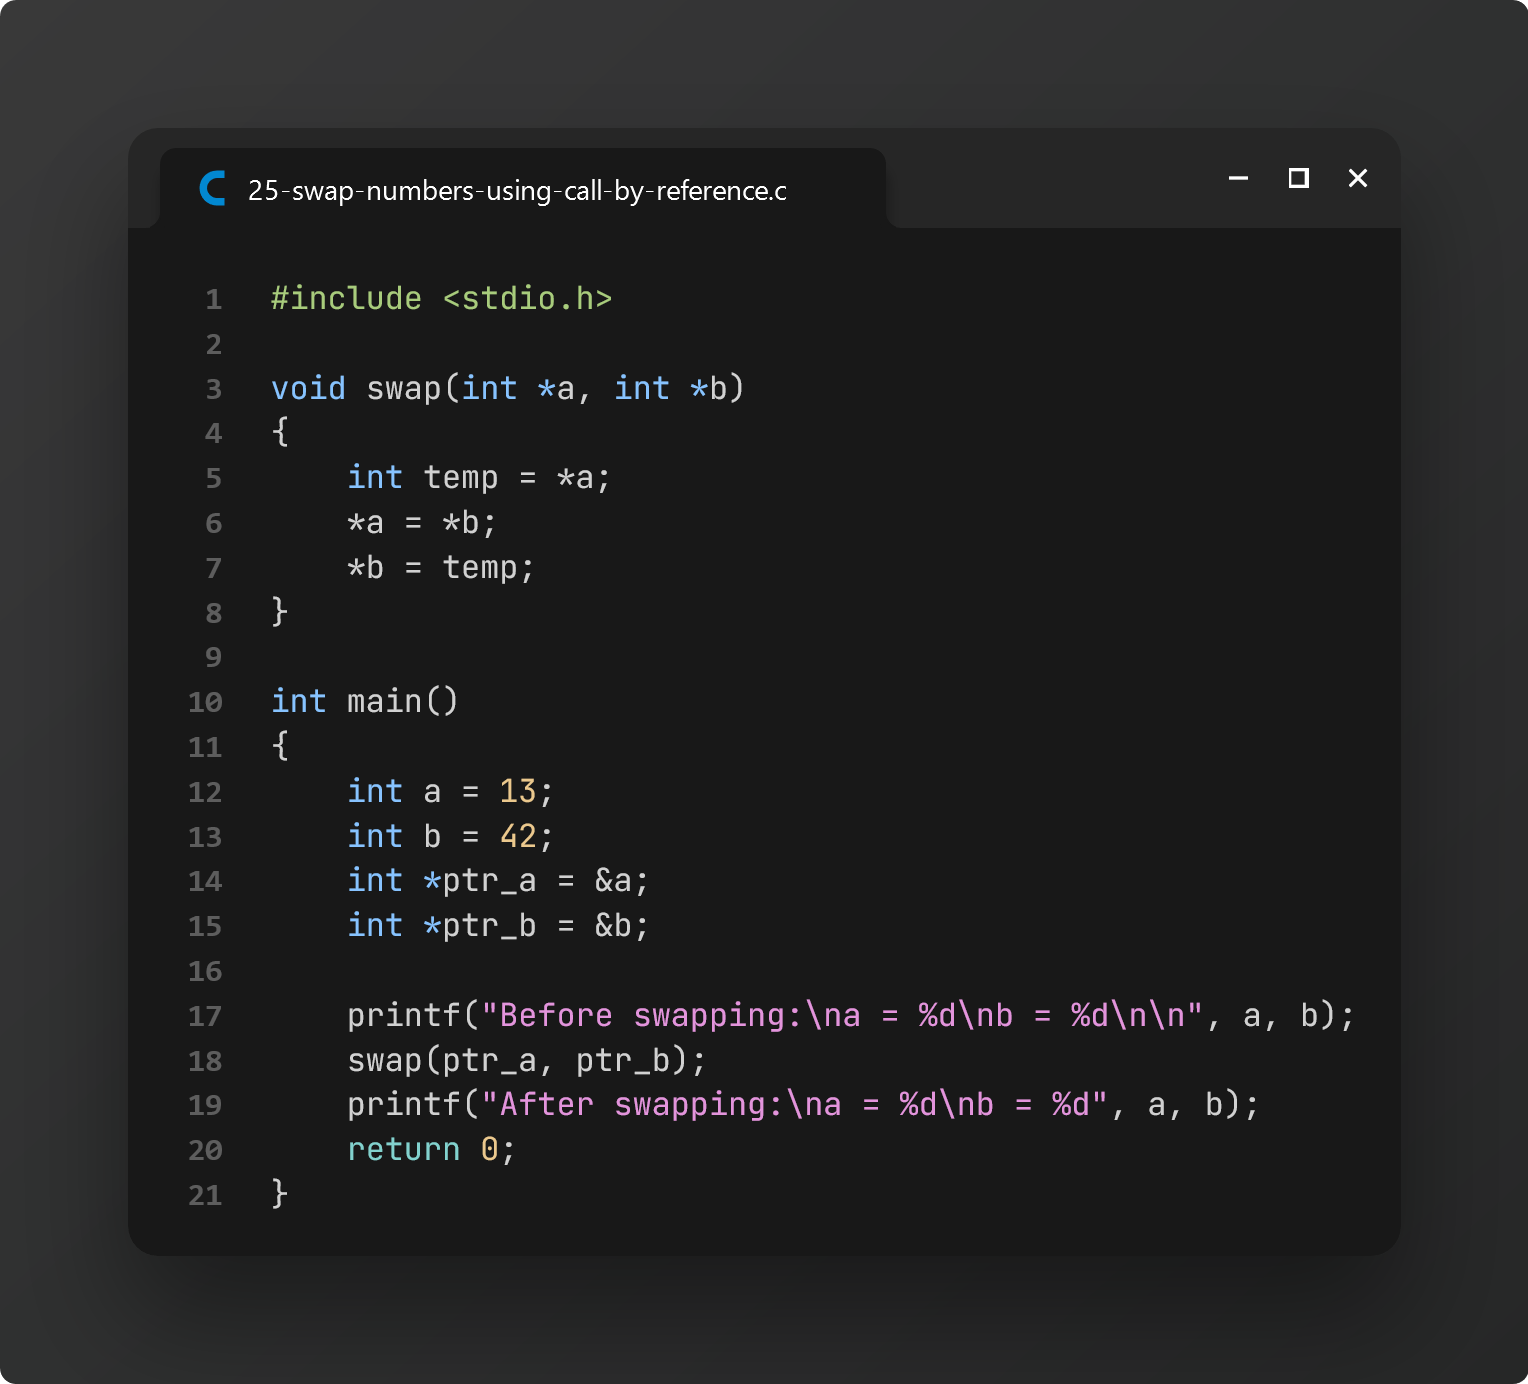 25-swap-numbers-using-call-by-reference.c
1 #include <stdio.h>
2
3 void swap(int *a, int *b)
4 {
5     int temp = *a;
6     *a = *b;
7     *b = temp;
8 }
9
10 int main()
11 {
12     int a = 13;
13     int b = 42;
14     int *ptr_a = &a;
15     int *ptr_b = &b;
16
17     printf("Before swapping:\na = %d\nb = %d\n\n", a, b);
18     swap(ptr_a, ptr_b);
19     printf("After swapping:\na = %d\nb = %d", a, b);
20     return 0;
21 }